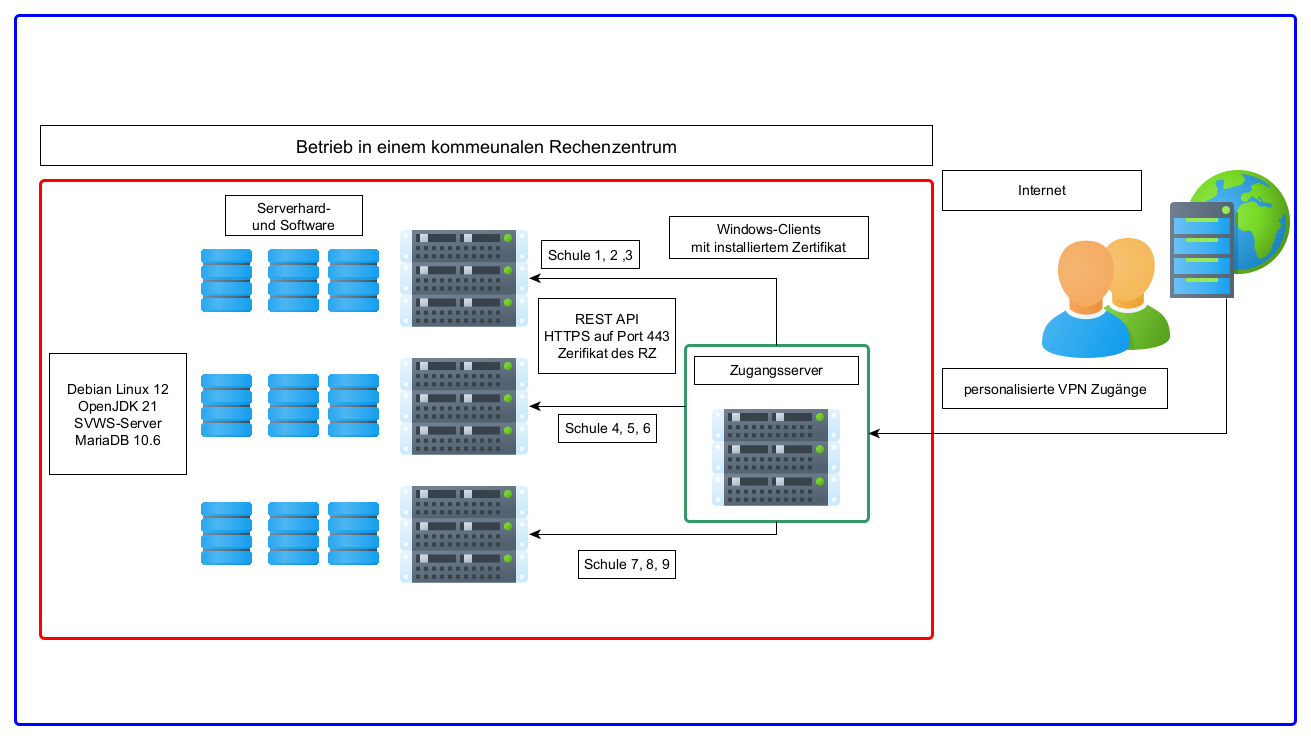 Betrieb in einem kommeunalen Rechenzentrum
Internet
Serverhard-
und Software
Windows-Clients
mit installiertem Zertifikat
Schule 1, 2 ,3
REST API
HTTPS auf Port 443
Zerifikat des RZ
Zugangsserver
Debian Linux 12
OpenJDK 21
SVWS-Server
MariaDB 10.6
personalisierte VPN Zugänge
Schule 4, 5, 6
Schule 7, 8, 9